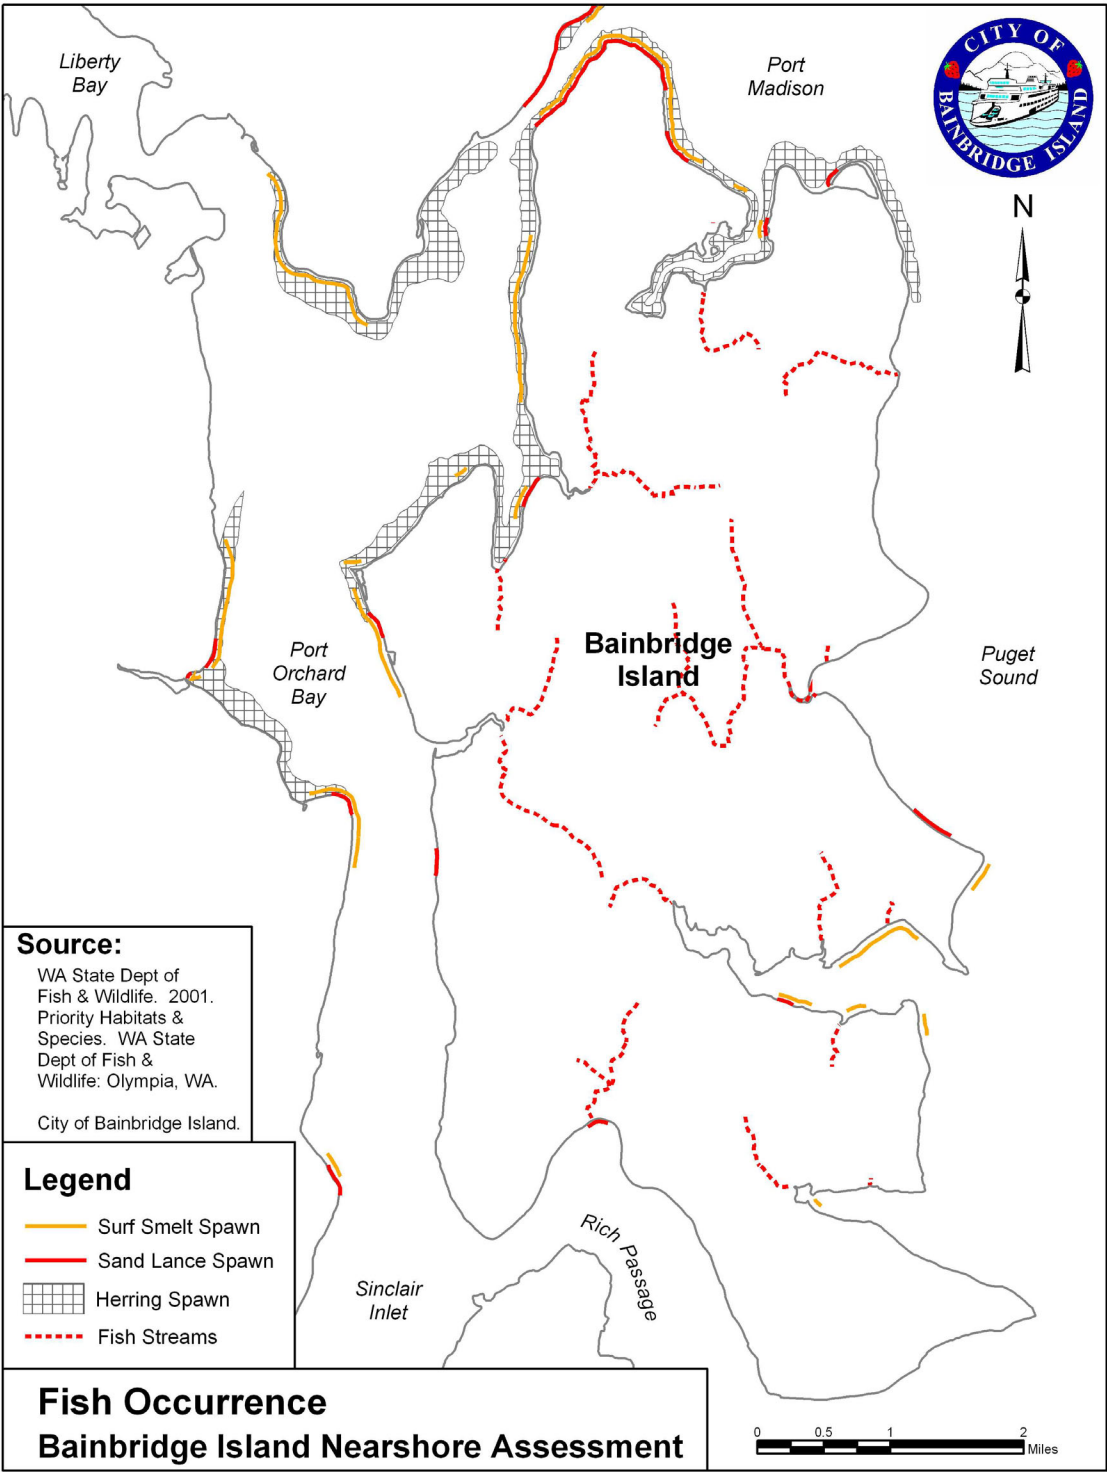 Liberty
Bay
Port
Madison
CITY OF
BAINBRIDGE ISLAND
N
Bainbridge
Island
Port
Orchard
Bay
Puget
Sound
Source:
WA State Dept of
Fish & Wildlife.  2001.
Priority Habitats &
Species.  WA State
Dept of Fish &
Wildlife: Olympia, WA.
City of Bainbridge Island.
Legend
Surf Smelt Spawn
Sand Lance Spawn
Herring Spawn
Fish Streams
Rich Passage
Sinclair
Inlet
Fish Occurrence
Bainbridge Island Nearshore Assessment
0 0.5 1 2
Miles